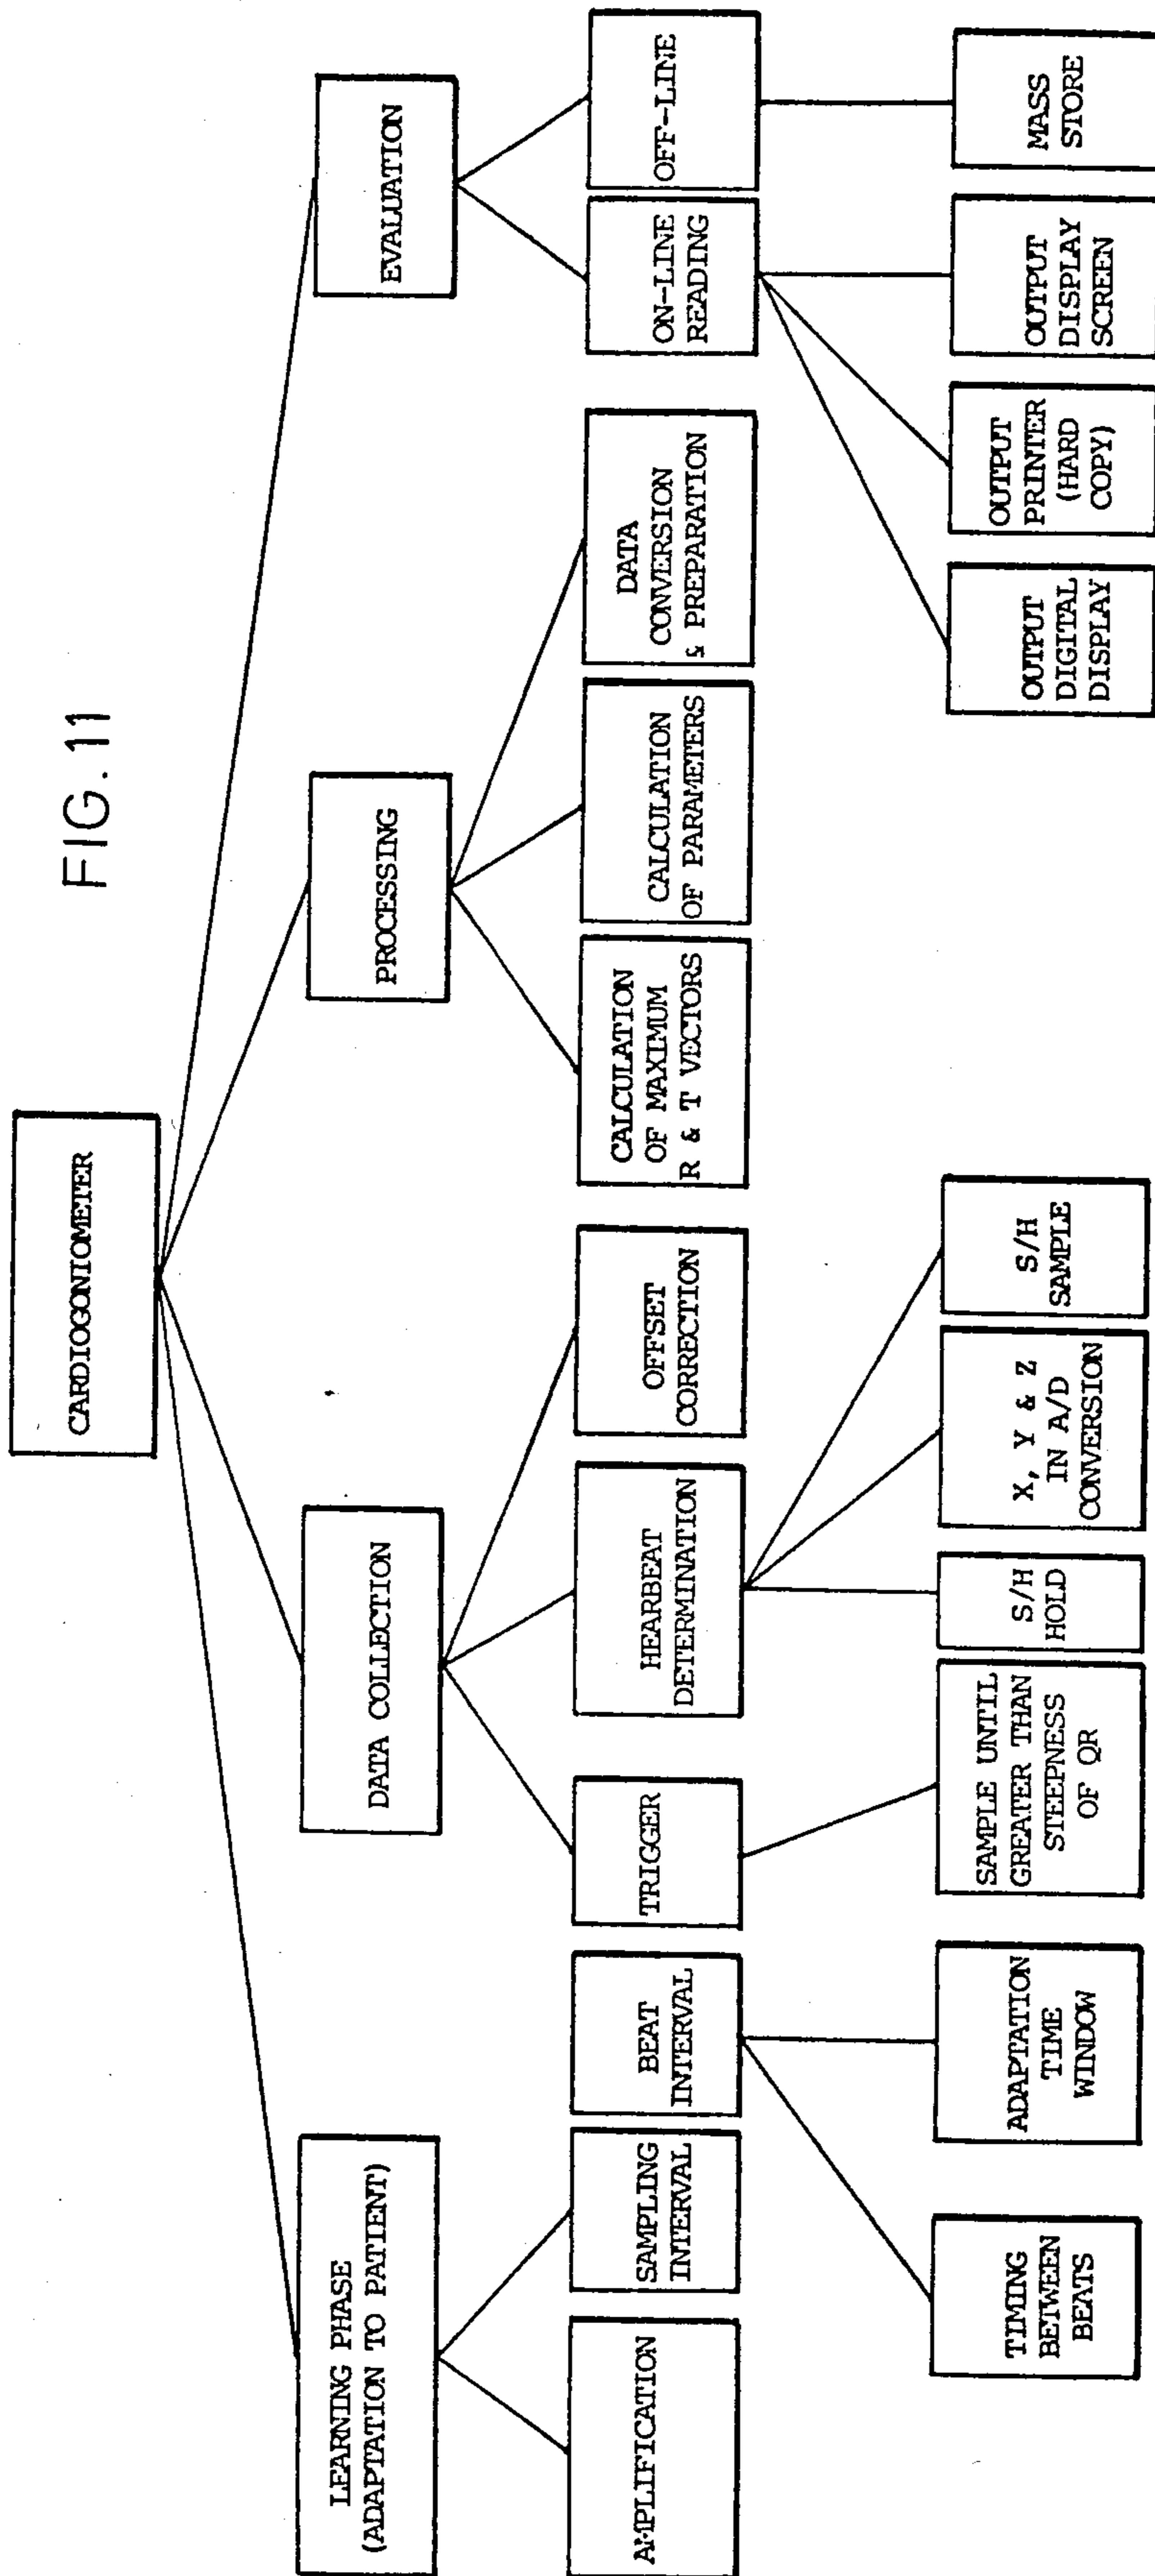 FIG. 11
CARDIOGONIOMETER
LEARNING PHASE
(ADAPTATION TO PATIENT)
DATA COLLECTION
PROCESSING
EVALUATION
AMPLIFICATION
SAMPLING
INTERVAL
BEAT
INTERVAL
TRIGGER
HEARBEAT
DETERMINATION
OFFSET
CORRECTION
CALCULATION
OF MAXIMUM
R & T VECTORS
CALCULATION
OF PARAMETERS
DATA
CONVERSION
& PREPARATION
ON-LINE
READING
OFF-LINE
TIMING
BETWEEN
BEATS
ADAPTATION
TIME
WINDOW
SAMPLE UNTIL
GREATER THAN
STEEPNESS
OF QR
S/H
HOLD
X, Y & Z
IN A/D
CONVERSION
S/H
SAMPLE
OUTPUT
DIGITAL
DISPLAY
OUTPUT
PRINTER
(HARD
COPY)
OUTPUT
DISPLAY
SCREEN
MASS
STORE